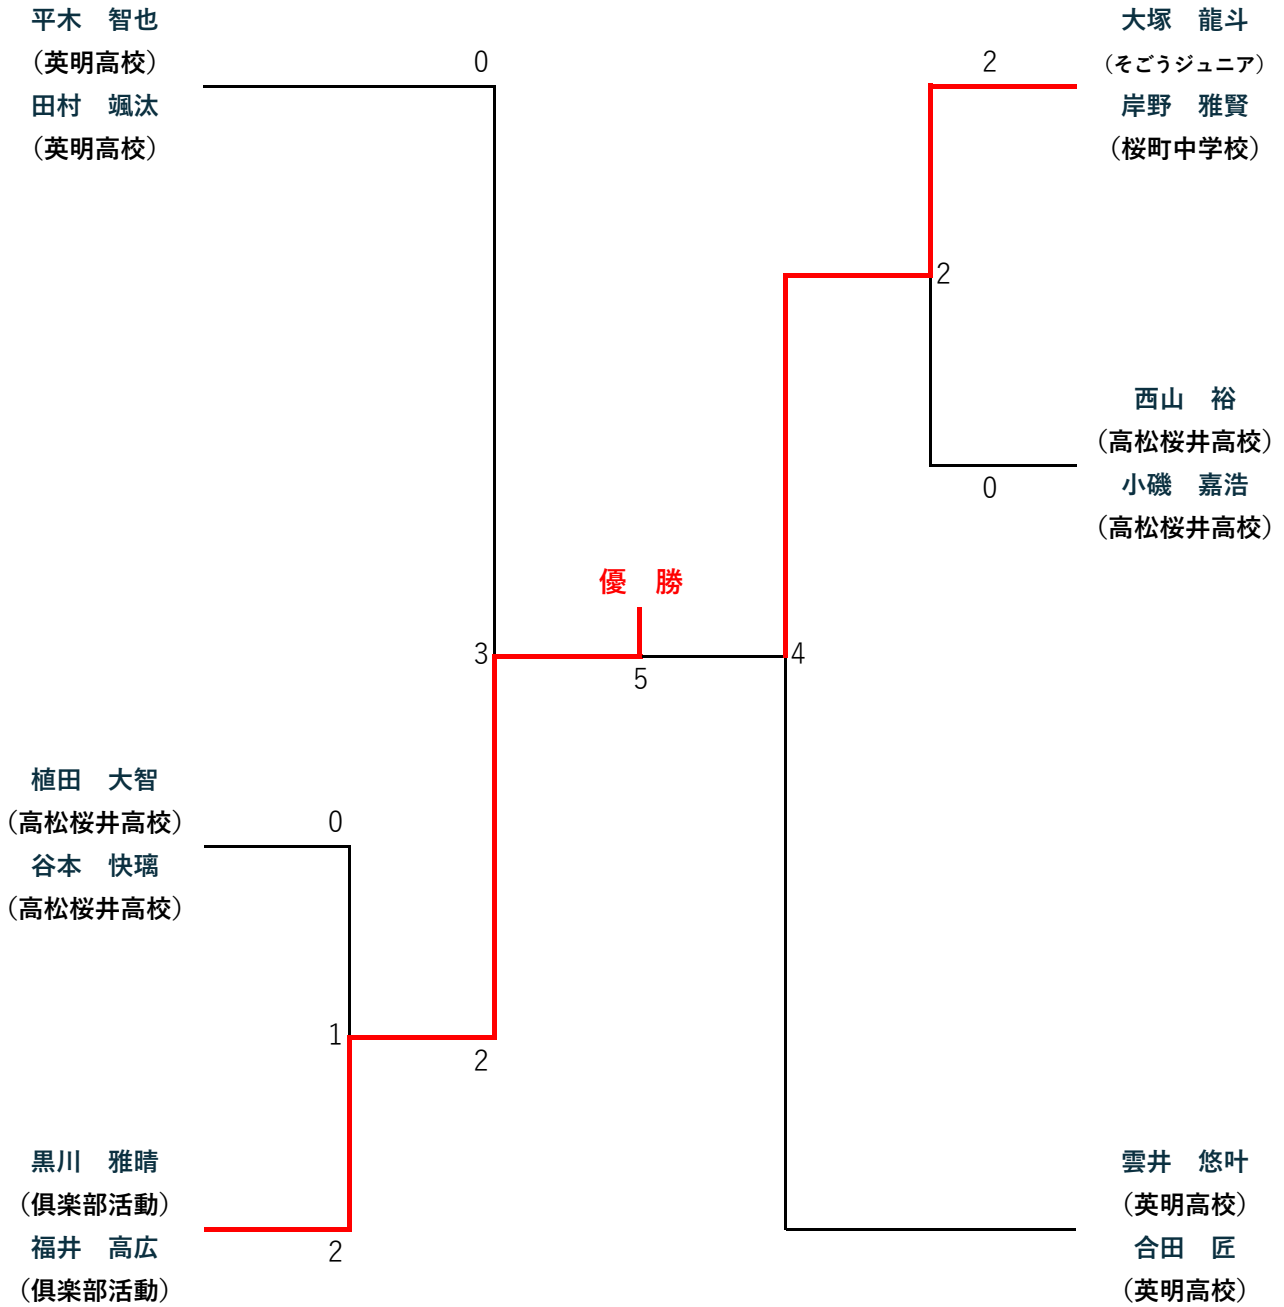 平木　智也
（英明高校）
田村　颯汰
（英明高校）
0
2
大塚　龍斗
（そごうジュニア）
岸野　雅賢
（桜町中学校）
2
西山　裕
（高松桜井高校）
小磯　嘉浩
（高松桜井高校）
0
優　勝
3
5
4
植田　大智
（高松桜井高校）
谷本　快璃
（高松桜井高校）
0
1
2
黒川　雅晴
（倶楽部活動）
福井　高広
（倶楽部活動）
2
雲井　悠叶
（英明高校）
合田　匠
（英明高校）